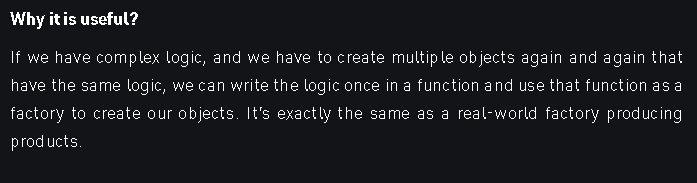 Why it is useful?
If we have complex logic, and we have to create multiple objects again and again that
have the same logic, we can write the logic once in a function and use that function as a
factory to create our objects. It's exactly the same as a real-world factory producing
products.